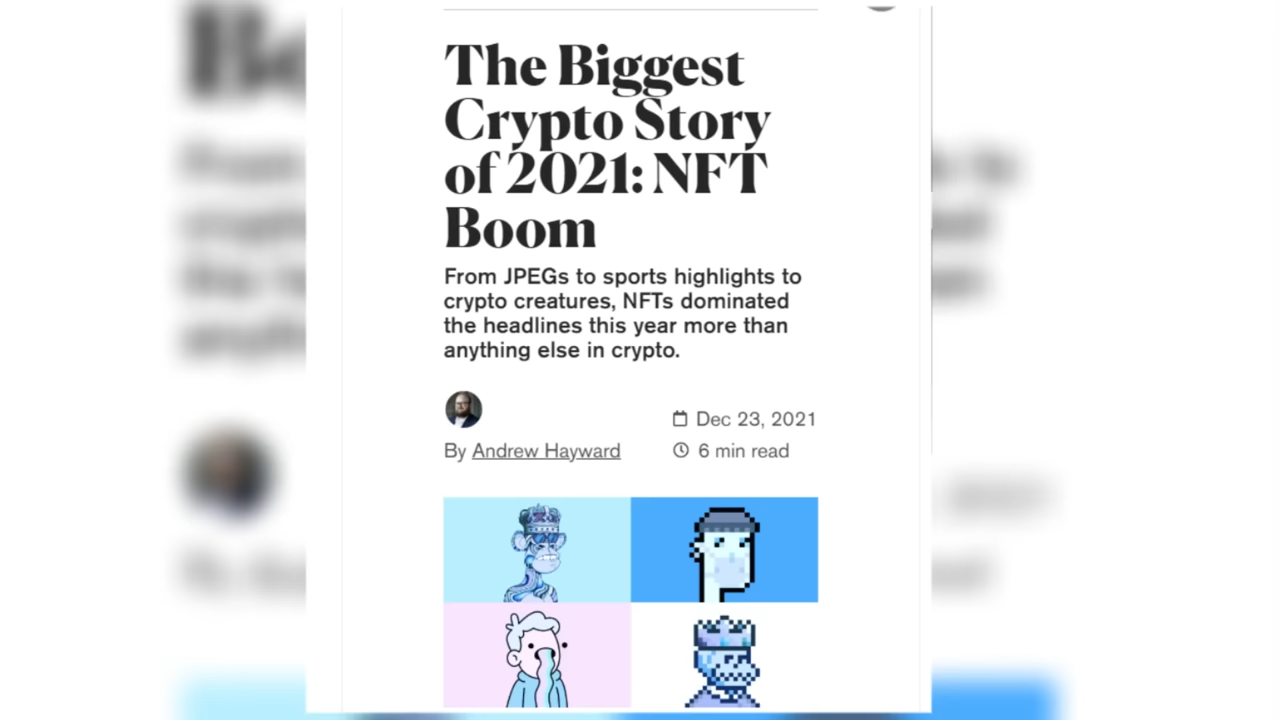 The Biggest
Crypto Story
of 2021: NFT
Boom
From JPEGs to sports highlights to
crypto creatures, NFTs dominated
the headlines this year more than
anything else in crypto.
Dec 23, 2021
By Andrew Hayward
6 min read